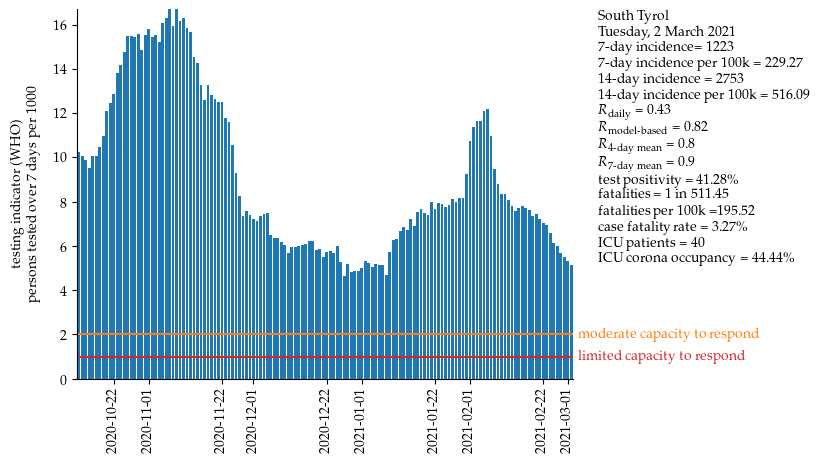 South Tyrol
Tuesday, 2 March 2021
7-day incidence= 1223
7-day incidence per 100k = 229.27
14-day incidence = 2753
14-day incidence per 100k = 516.09
R daily = 0.43
R model-based = 0.82
R 4-day mean = 0.8
R 7-day mean = 0.9
test positivity = 41.28%
fatalities = 1 in 511.45
fatalities per 100k =195.52
case fatality rate = 3.27%
ICU patients = 40
ICU corona occupancy = 44.44%
testing indicator (WHO)
persons tested over 7 days per 1000
16
14
12
10
8
6
4
2
0
moderate capacity to respond
limited capacity to respond
2020-10-22
2020-11-01
2020-11-22
2020-12-01
2020-12-22
2021-01-01
2021-01-22
2021-02-01
2021-02-22
2021-03-01